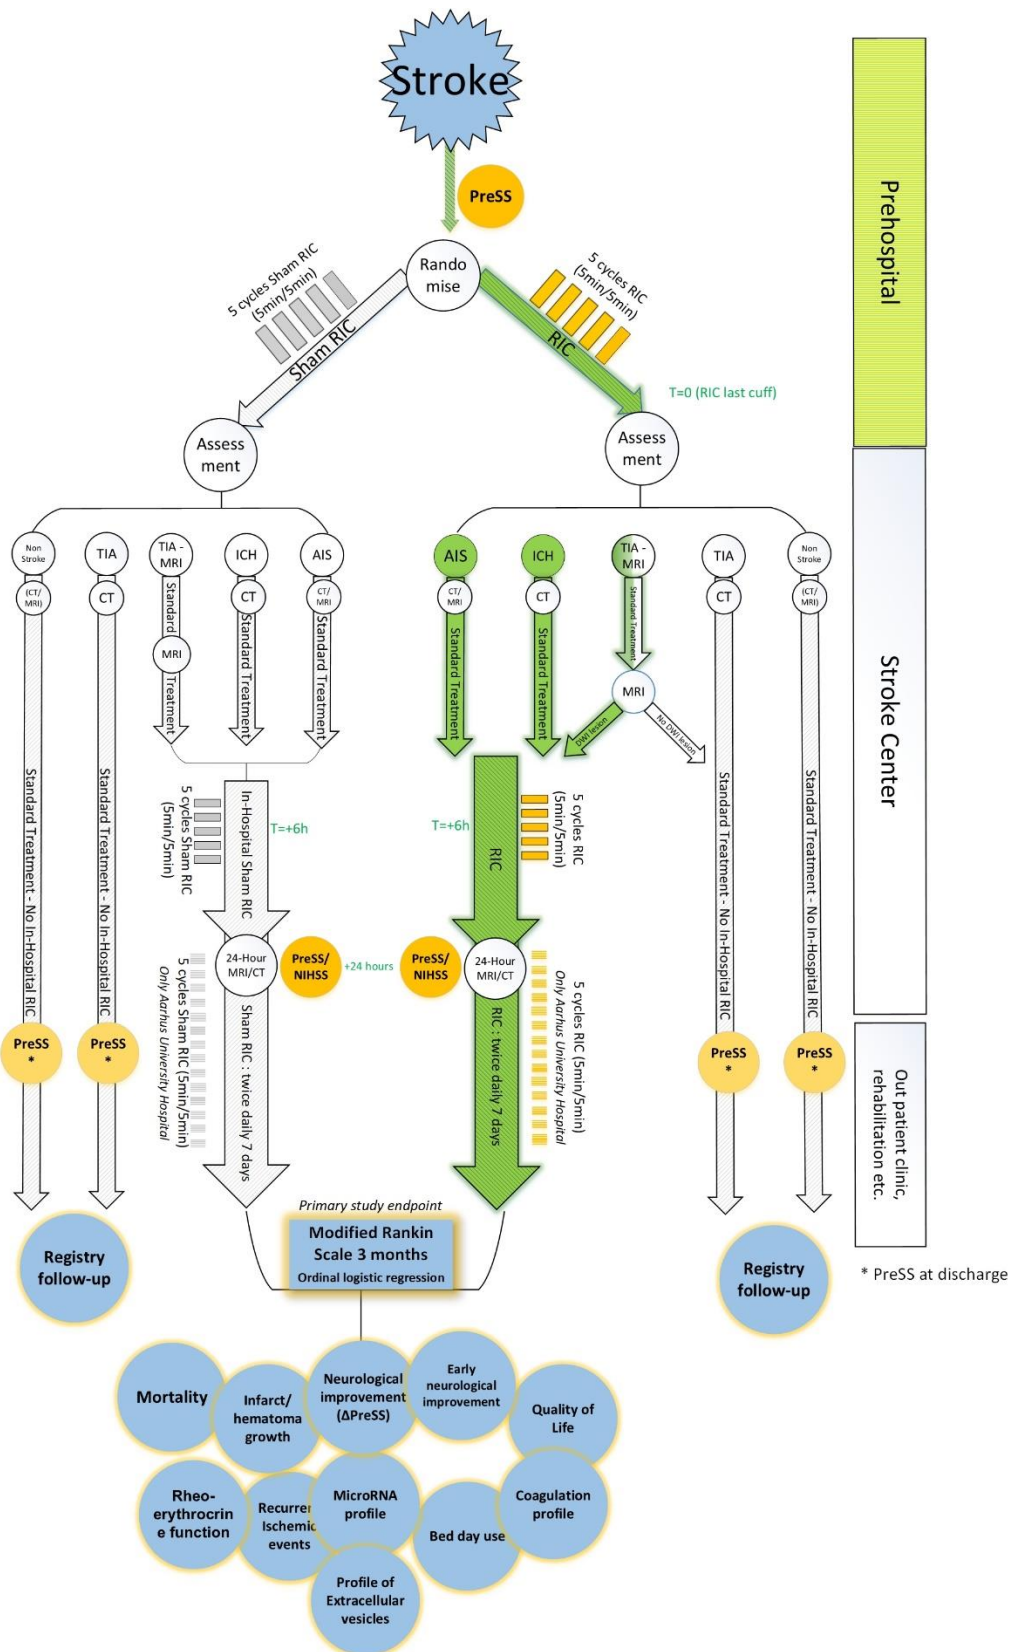 Stroke
PreSS
Rando
mise
5 cycles Sham RIC
(5min/5min)
Sham RIC
5 cycles RIC
(5min/5min)
RIC
T=0 (RIC last cuff)
Prehospital
Assess
ment
Assess
ment
Non
Stroke
TIA
TIA -
MRI
ICH
AIS
AIS
ICH
TIA -
MRI
TIA
Non
Stroke
(CT/
MRI)
CT
Standard
MRI
Treatment
CT
CT/
MRI
CT/
MRI
CT
CT
(CT/
MRI)
Standard Treatment
Standard Treatment
Standard Treatment
Standard Treatment
Standard Treatment
MRI
DWI lesion
No DWI lesion
Stroke Center
Standard Treatment - No In-Hospital RIC
Standard Treatment - No In-Hospital RIC
5 cycles Sham RIC
(5min/5min)
In-Hospital Sham RIC
T=+6h
T=+6h
RIC
5 cycles RIC
(5min/5min)
Standard Treatment - No In-Hospital RIC
Standard Treatment - No In-Hospital RIC
24-Hour
MRI/CT
PreSS/
NIHSS
+24 hours
PreSS/
NIHSS
24-Hour
MRI/CT
5 cycles Sham RIC (5min/5min)
Only Aarhus University Hospital
Sham RIC : twice daily 7 days
RIC : twice daily 7 days
5 cycles RIC (5min/5min)
Only Aarhus University Hospital
PreSS
*
PreSS
*
PreSS
*
PreSS
*
Out patient clinic,
rehabilitation etc.
Primary study endpoint
Modified Rankin
Scale 3 months
Ordinal logistic regression
Registry
follow-up
Registry
follow-up
* PreSS at discharge
Mortality
Infarct/
hematoma
growth
Neurological
improvement
(ΔPreSS)
Early
neurological
improvement
Quality of
Life
Rheo-
erythrocrin
e function
Recurren
Ischemic
events
MicroRNA
profile
Bed day use
Coagulation
profile
Profile of
Extracellular
vesicles